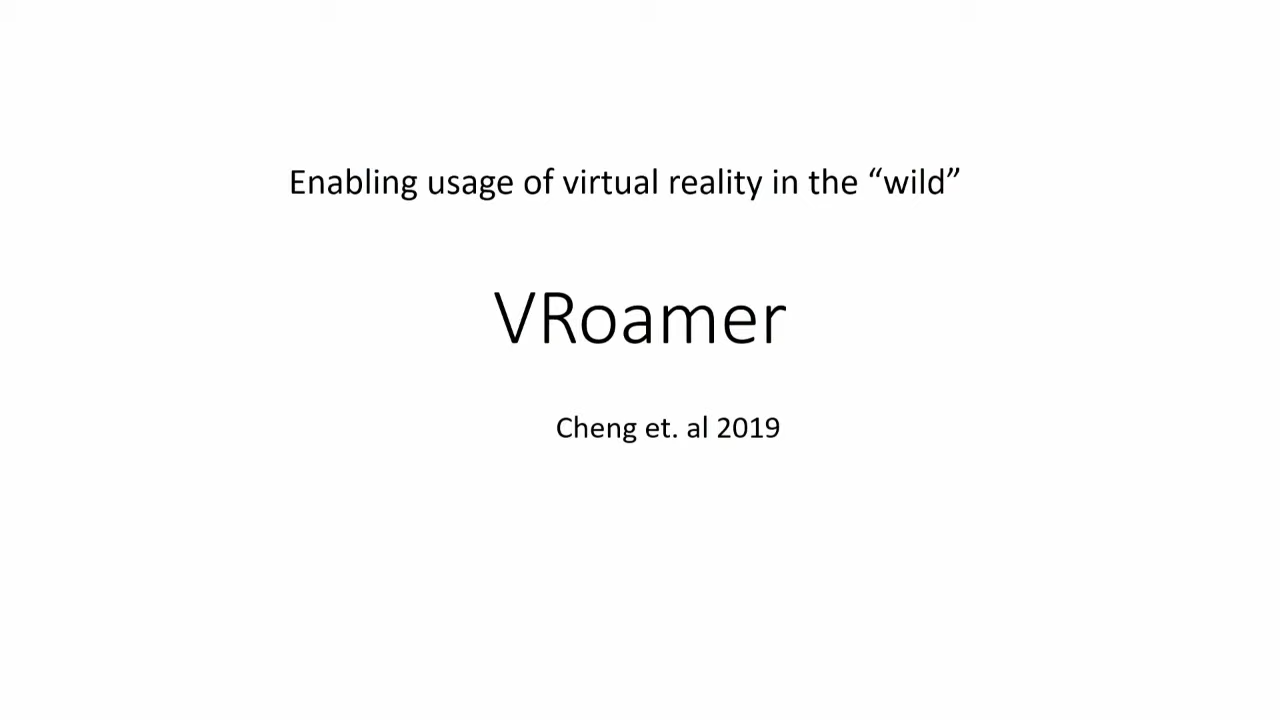 Enabling usage of virtual reality in the “wild”
VRoamer
Cheng et. al 2019